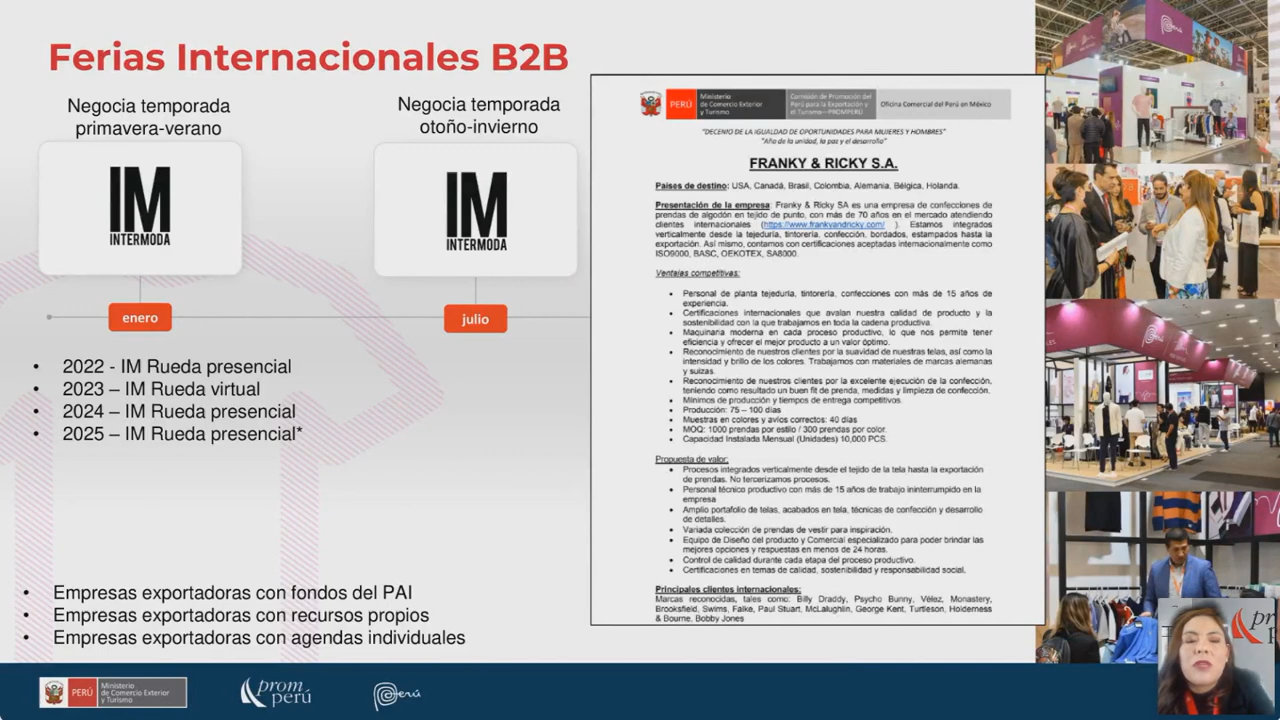 Ferias Internacionales B2B
Negocia temporada
primavera-verano
IM
INTERMODA
enero
Negocia temporada
otoño-invierno
IM
INTERMODA
julio
• 2022 - IM Rueda presencial
• 2023 – IM Rueda virtual
• 2024 – IM Rueda presencial
• 2025 – IM Rueda presencial*
• Empresas exportadoras con fondos del PAI
• Empresas exportadoras con recursos propios
• Empresas exportadoras con agendas individuales
PERÚ
Ministerio
de Comercio Exterior
y Turismo
Comisión de Promoción del
Perú para la Exportación y
el Turismo—PROMPERÚ
Oficina Comercial del Perú en México
"DECENIO DE LA IGUALDAD DE OPORTUNIDADES PARA MUJERES Y HOMBRES"
"Año de la unidad, la paz y el desarrollo"
FRANKY & RICKY S.A.
Países de destino: USA, Canadá, Brasil, Colombia, Alemania, Bélgica, Holanda.
Presentación de la empresa: Franky & Ricky SA es una empresa de confecciones de
prendas de algodón en tejido de punto, con más de 70 años en el mercado atendiendo
clientes internacionales (https://www.frankyandricky.com/ ). Estamos integrados
verticalmente desde la tejeduría, tintorería, confección, bordados, estampados hasta la
exportación. Así mismo, contamos con certificaciones aceptadas internacionalmente como
ISO9000, BASC, OEKOTEX, SA8000.
Ventajas competitivas:
• Personal de planta tejeduría, tintorería, confecciones con más de 15 años de
experiencia.
• Certificaciones internacionales que avalan nuestra calidad de producto y la
sostenibilidad con la que trabajamos en toda la cadena productiva.
• Maquinaria moderna en cada proceso productivo, lo que nos permite tener
eficiencia y ofrecer el mejor producto a un valor óptimo.
• Reconocimiento de nuestros clientes por la suavidad de nuestras telas, así como la
intensidad y brillo de los colores. Trabajamos con materiales de marcas alemanas
y suizas.
• Reconocimiento de nuestros clientes por la excelente ejecución de la confección,
teniendo como resultado un buen fit de prenda, medidas y limpieza de confección.
• Mínimos de producción y tiempos de entrega competitivos.
• Producción: 75 – 100 días
• Muestras en colores y avíos correctos: 40 días
• MOQ: 1000 prendas por estilo / 300 prendas por color.
• Capacidad Instalada Mensual (Unidades) 10,000 PCS.
Propuesta de valor:
• Procesos integrados verticalmente desde el tejido de la tela hasta la exportación
de prendas. No tercerizamos procesos.
• Personal técnico productivo con más de 15 años de trabajo ininterrumpido en la
empresa
• Amplio portafolio de telas, acabados en tela, técnicas de confección y desarrollo
de detalles.
• Variada colección de prendas de vestir para inspiración.
• Equipo de Diseño del producto y Comercial especializado para poder brindar las
mejores opciones y respuestas en menos de 24 horas.
• Control de calidad durante cada etapa del proceso productivo.
• Certificaciones en temas de calidad, sostenibilidad y responsabilidad social.
Principales clientes internacionales:
Marcas reconocidas, tales como: Billy Draddy, Psycho Bunny, Vélez, Monastery,
Brooksfield, Swims, Falke, Paul Stuart, McLaughlin, George Kent, Turtleson, Holderness
& Bourne, Bobby Jones
PERÚ
Ministerio
de Comercio Exterior
y Turismo
prom
perú
Perú